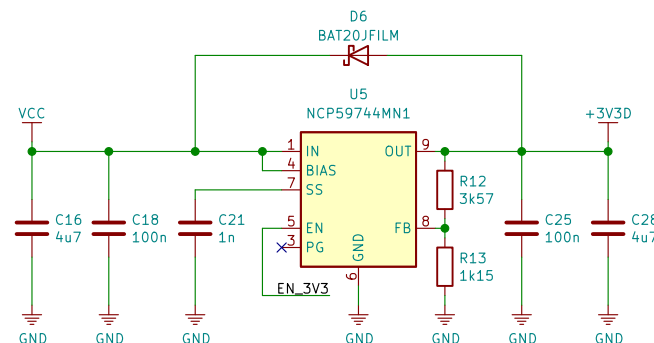 D6
BAT20JFILM
U5
NCP59744MN1
VCC
+3V3D
1 IN OUT 9
4 BIAS
7 SS
R12
3k57
C16
4u7
C18
100n
C21
1n
5 EN FB 8
3 PG
GND
6
C25
100n
C28
4u7
R13
1k15
EN_3V3
GND GND GND GND GND GND GND